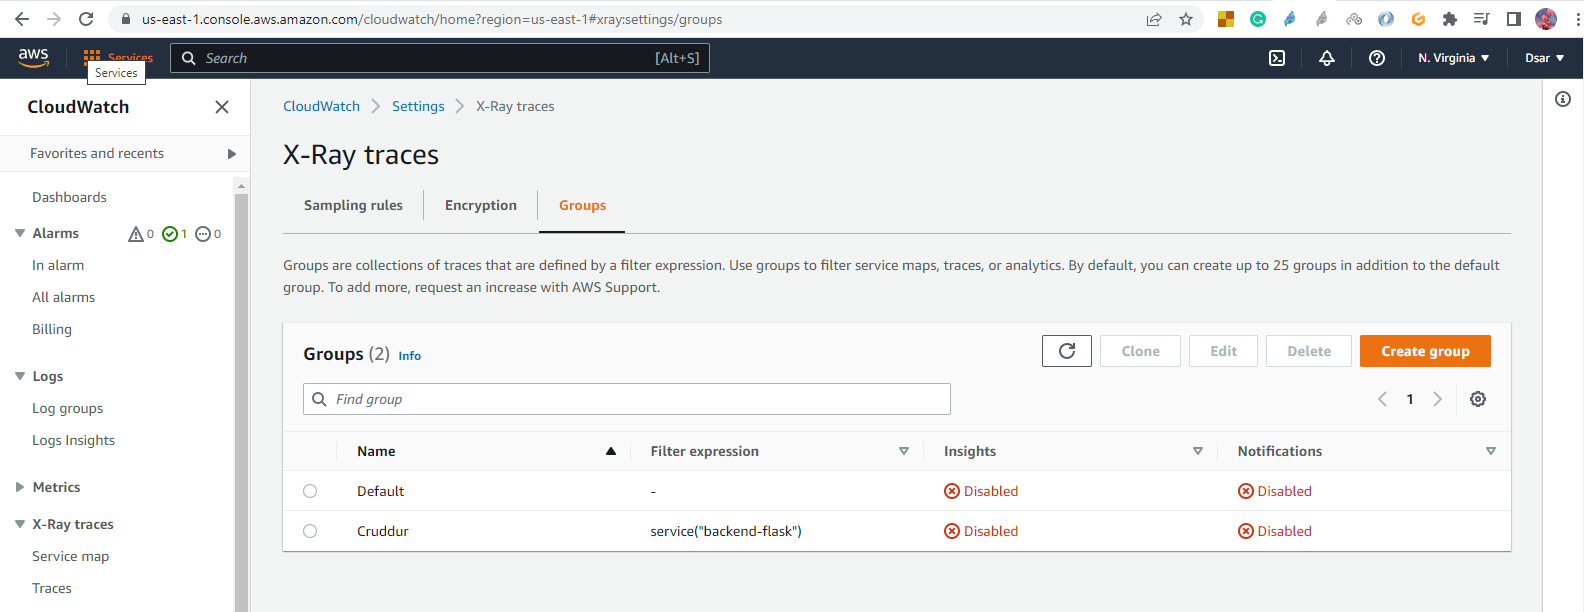 us-east-1.console.aws.amazon.com/cloudwatch/home?region=us-east-1#xray:settings/groups
aws
Services
Search
[Alt+S]
N. Virginia
Dsar
Services
CloudWatch
Favorites and recents
Dashboards
Alarms 0 1 0
In alarm
All alarms
Billing
Logs
Log groups
Logs Insights
Metrics
X-Ray traces
Service map
Traces
CloudWatch Settings X-Ray traces
X-Ray traces
Sampling rules Encryption Groups
Groups are collections of traces that are defined by a filter expression. Use groups to filter service maps, traces, or analytics. By default, you can create up to 25 groups in addition to the default
group. To add more, request an increase with AWS Support.
Groups (2) Info
Clone Edit Delete Create group
Find group
1
Name Filter expression Insights Notifications
Default - Disabled Disabled
Cruddur service("backend-flask") Disabled Disabled